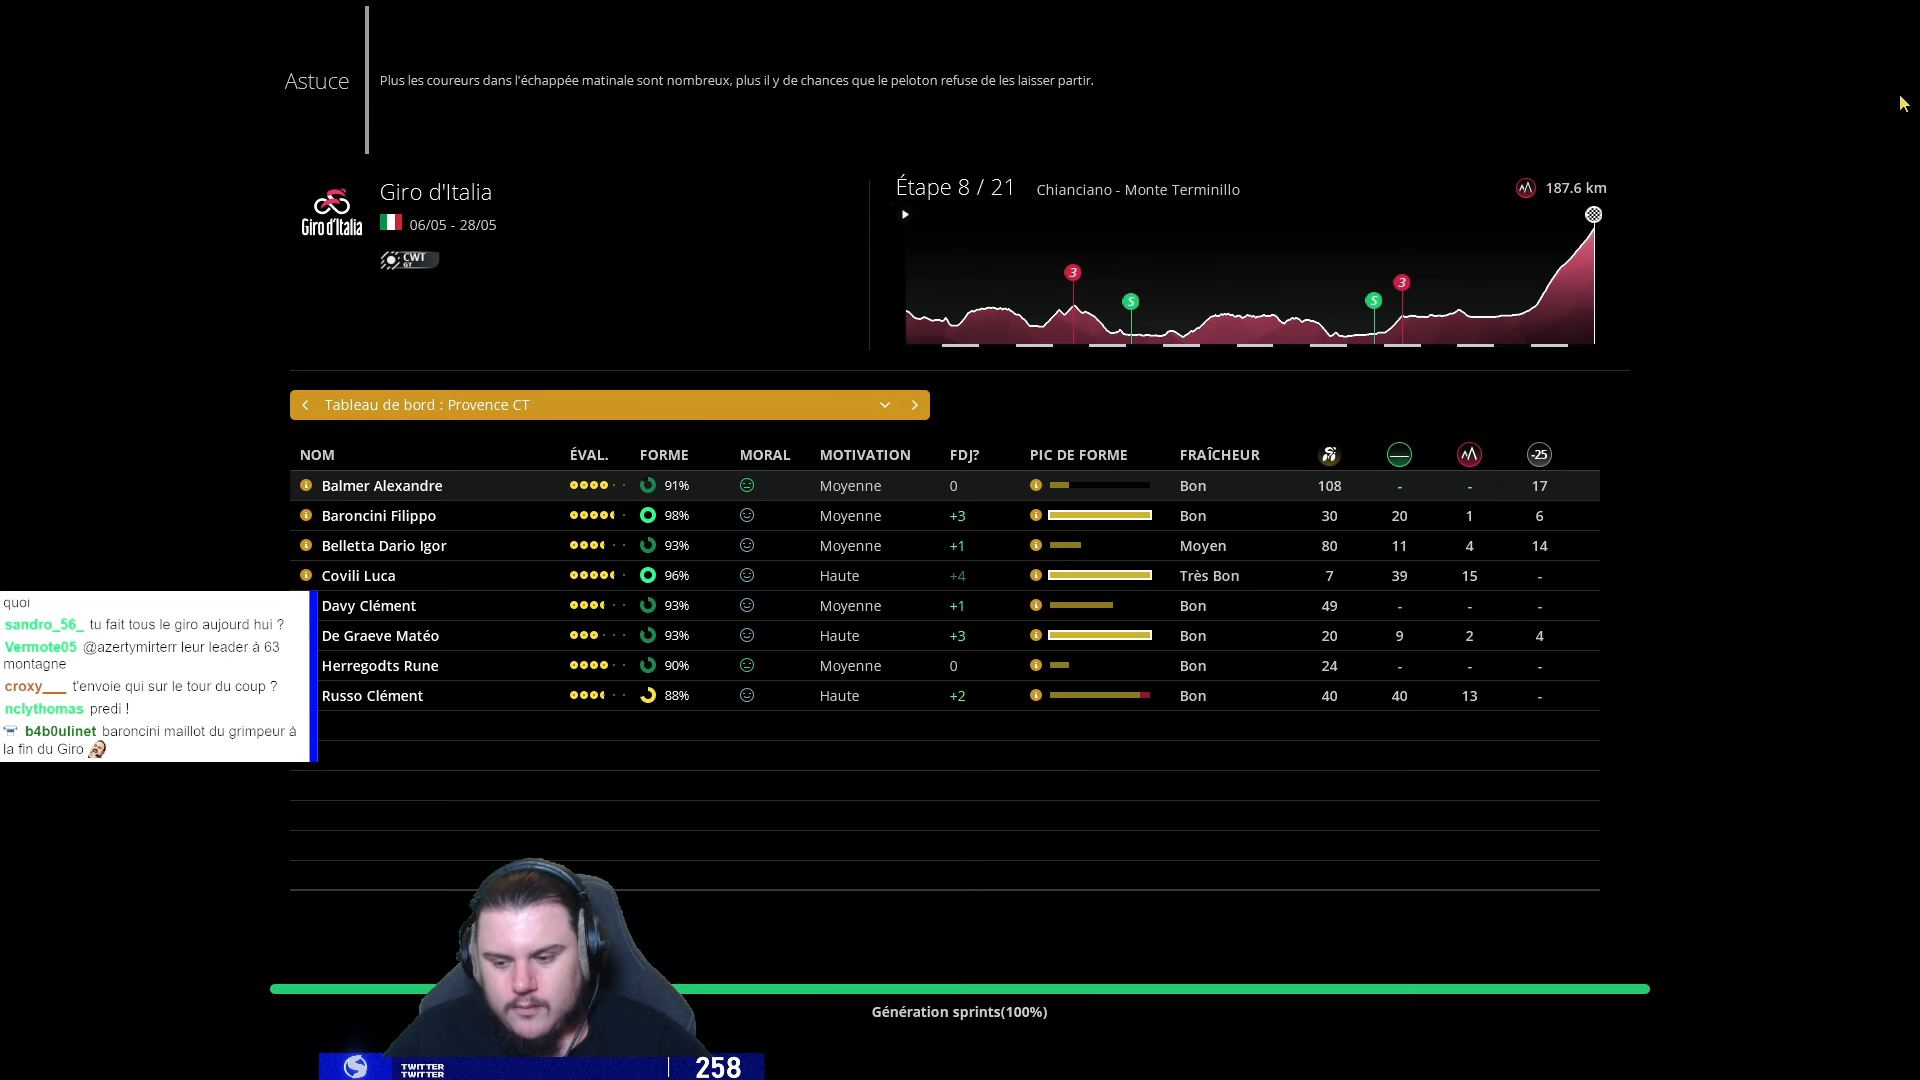 Astuce
Plus les coureurs dans l'échappée matinale sont nombreux, plus il y de chances que le peloton refuse de les laisser partir.
Giro d'Italia
Giro d'Italia
06/05 - 28/05
CWT
GT
Étape 8 / 21 Chianciano - Monte Terminillo 187.6 km
3 S S 3
Tableau de bord : Provence CT
NOM ÉVAL. FORME MORAL MOTIVATION FDJ? PIC DE FORME FRAÎCHEUR -25
Balmer Alexandre 91% Moyenne 0 Bon 108 - - 17
Baroncini Filippo 98% Moyenne +3 Bon 30 20 1 6
Belletta Dario Igor 93% Moyenne +1 Moyen 80 11 4 14
Covili Luca 96% Haute +4 Très Bon 7 39 15 -
Davy Clément 93% Moyenne +1 Bon 49 - - -
De Graeve Matéo 93% Haute +3 Bon 20 9 2 4
Herregodts Rune 90% Moyenne 0 Bon 24 - - -
Russo Clément 88% Haute +2 Bon 40 40 13 -
quoi
sandro_56_ tu fait tous le giro aujourd hui ?
Vermote05 @azertymirterr leur leader à 63
montagne
croxy___ t'envoie qui sur le tour du coup ?
nclythomas predi !
b4b0ulinet baroncini maillot du grimpeur à
la fin du Giro
Génération sprints(100%)
TWITTER
TWITTER
258